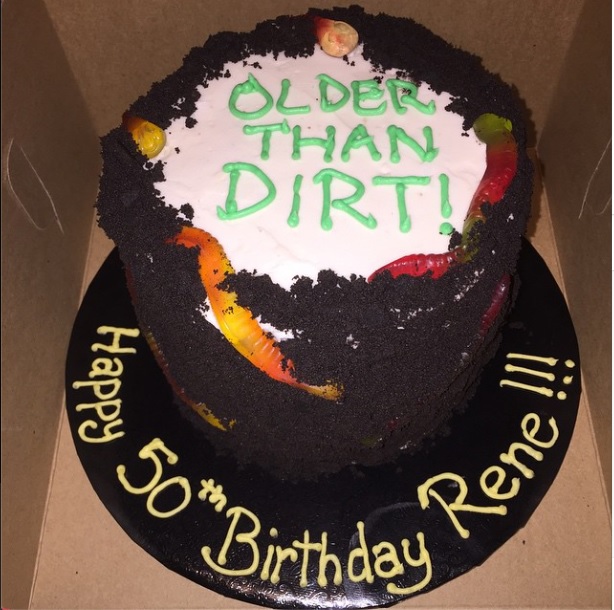 OLDER
THAN
DIRT!
Happy 50th Birthday Rene!!!